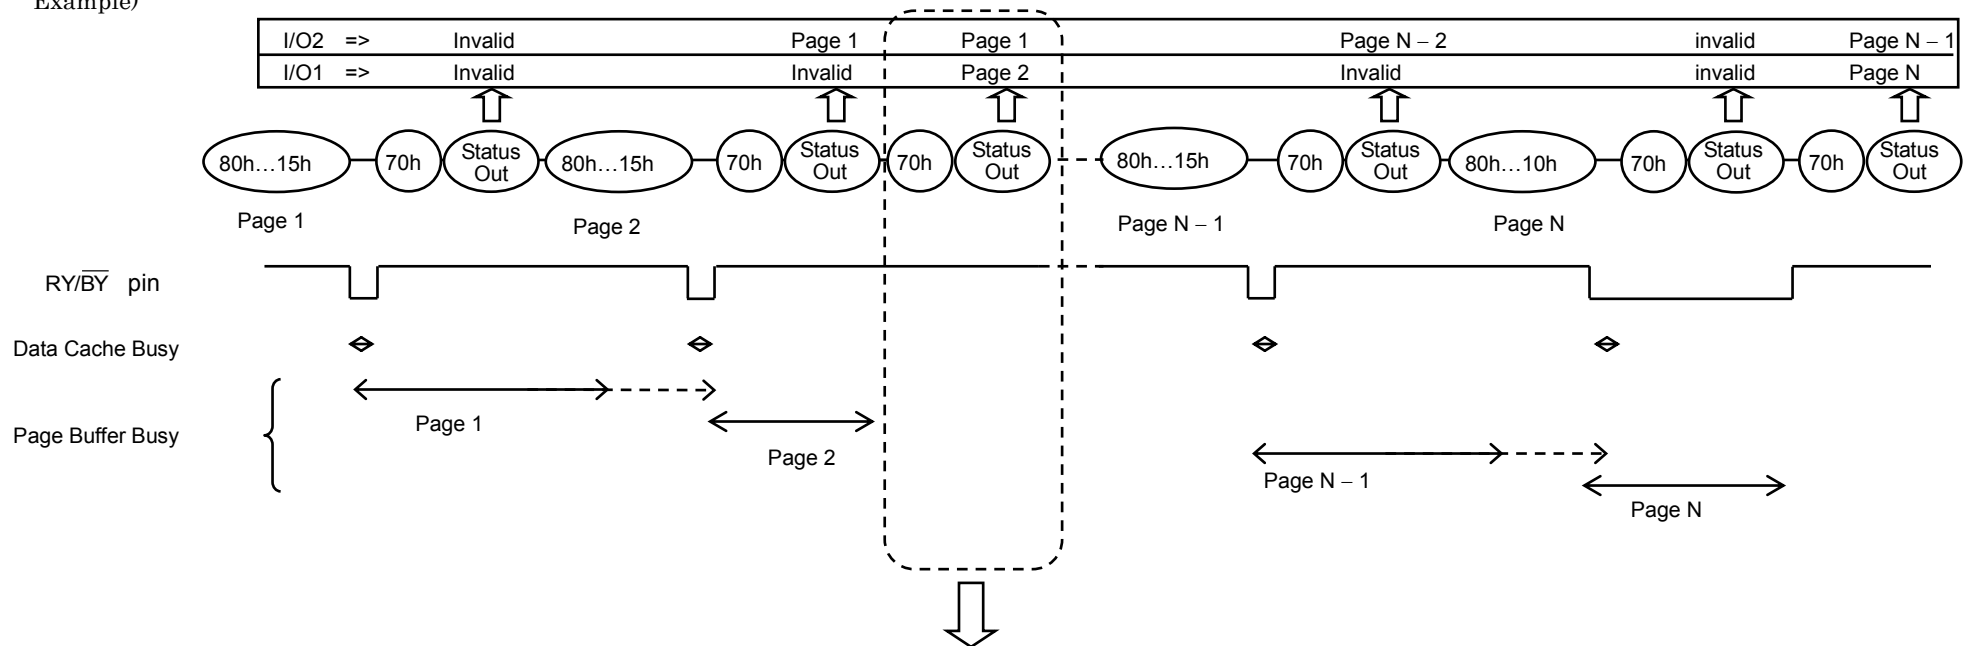 Example)
I/O2 => Invalid Page 1 Page 1 Page N – 2 invalid Page N – 1
I/O1 => Invalid Invalid Page 2 Invalid invalid Page N
80h…15h 70h Status Out 80h…15h 70h Status Out 70h Status Out 80h…15h 70h Status Out 80h…10h 70h Status Out 70h Status Out
Page 1 Page 2 Page N – 1 Page N
RY/BY pin
Data Cache Busy
Page 1
Page Buffer Busy
Page 2
Page N – 1
Page N